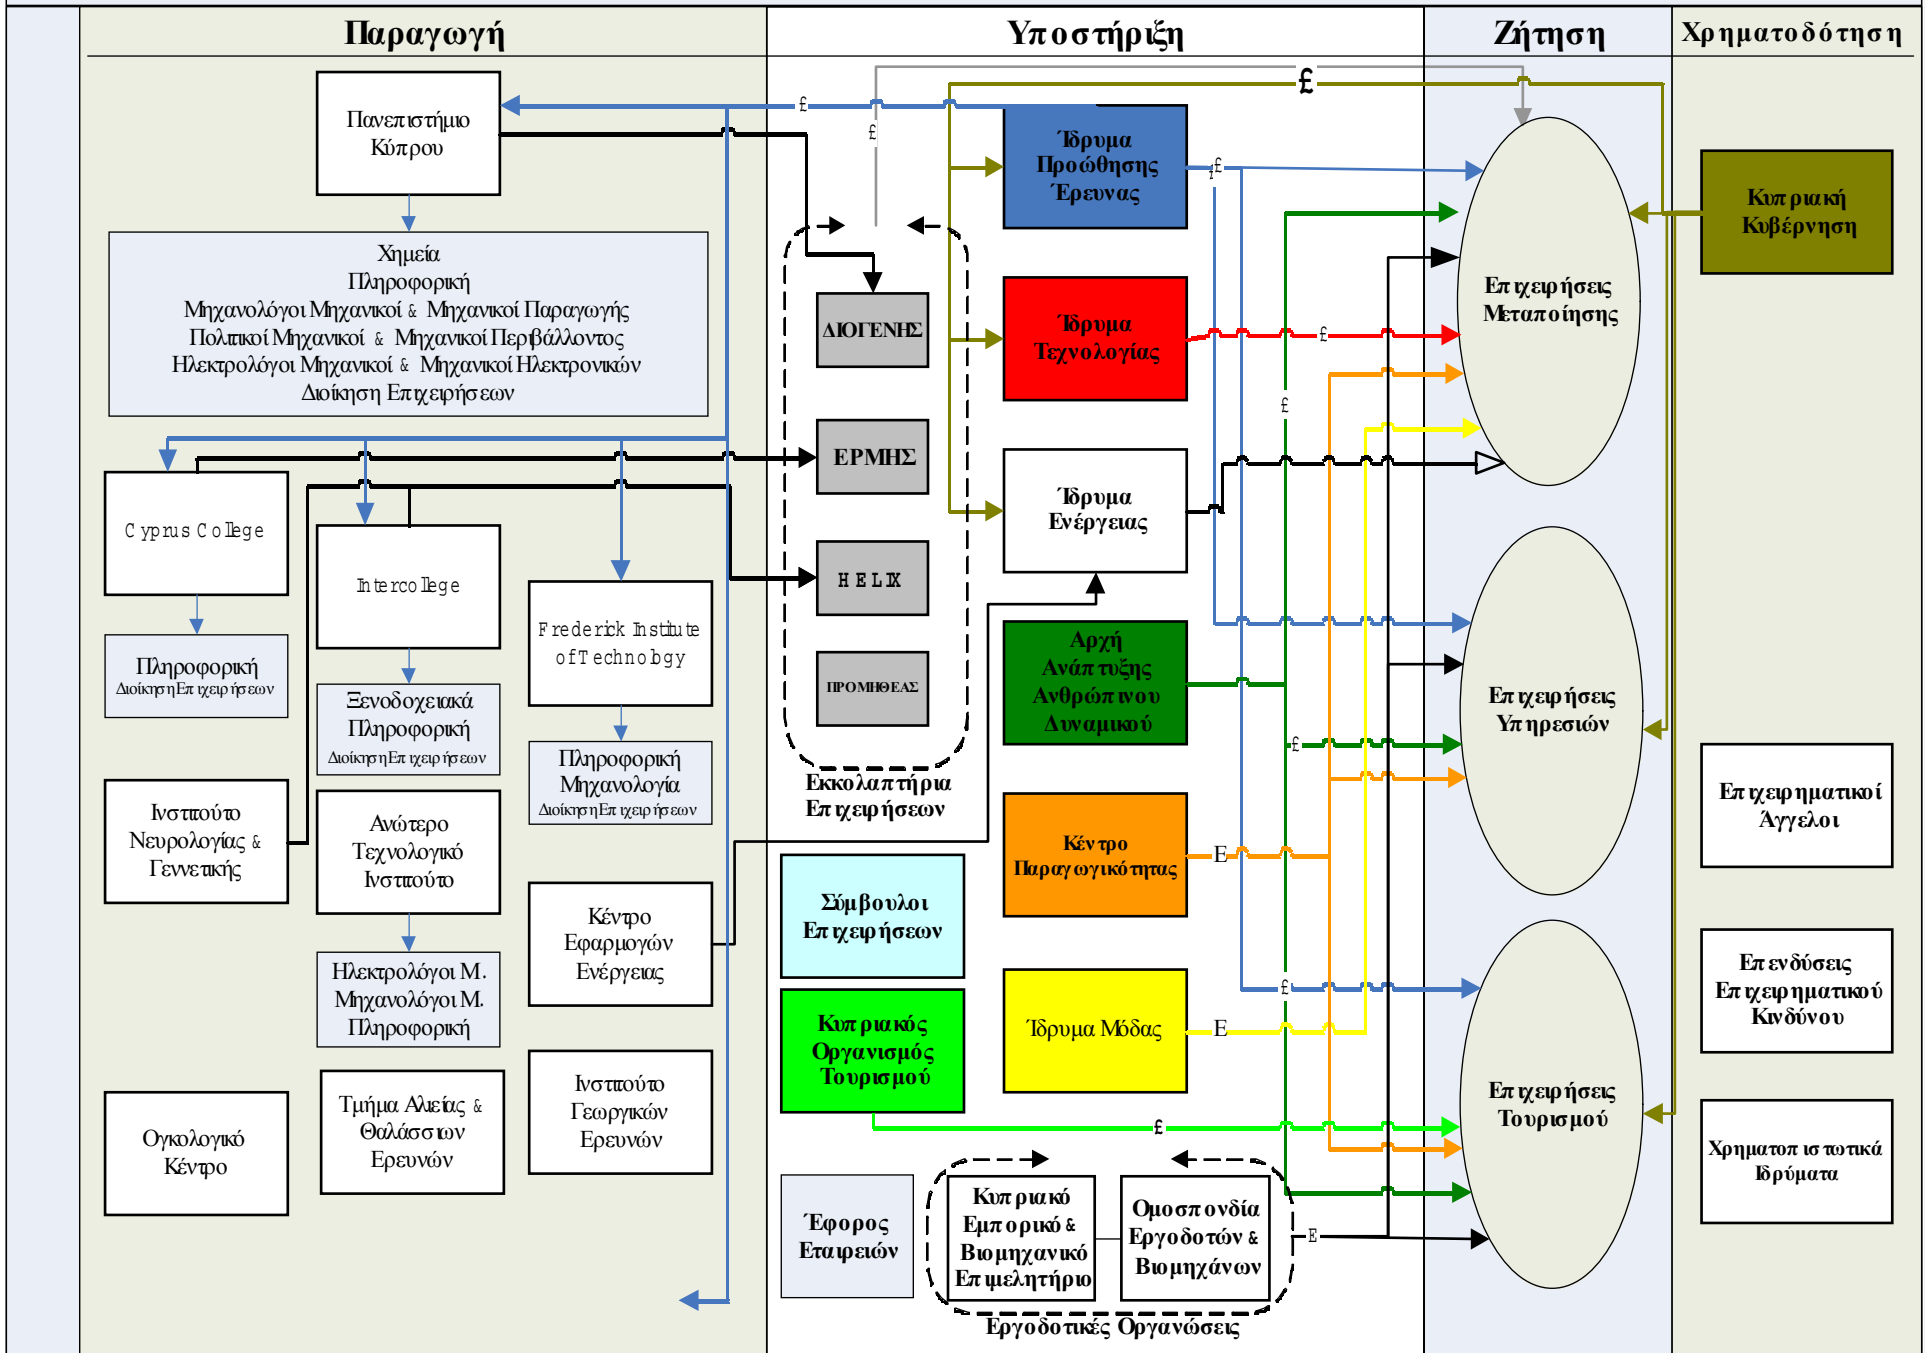 Παραγωγή
Υποστήριξη
Ζήτηση
Χρηματοδότηση
Πανεπιστήμιο
Κύπρου
Χημεία
Πληροφορική
Μηχανολόγοι Μηχανικοί & Μηχανικοί Παραγωγής
Πολιτικοί Μηχανικοί & Μηχανικοί Περιβάλλοντος
Ηλεκτρολόγοι Μηχανικοί & Μηχανικοί Ηλεκτρονικών
Διοίκηση Επιχειρήσεων
Cyprus College
Πληροφορική
Διοίκηση Επιχειρήσεων
Intercollege
Ξενοδοχειακά
Πληροφορική
Διοίκηση Επιχειρήσεων
Frederick Institute
of Technology
Πληροφορική
Μηχανολογία
Διοίκηση Επιχειρήσεων
Ινστιτούτο
Νευρολογίας &
Γεννετικής
Ανώτερο
Τεχνολογικό
Ινστιτούτο
Ηλεκτρολόγοι Μ.
Μηχανολόγοι Μ.
Πληροφορική
Κέντρο
Εφαρμογών
Ενέργειας
Ογκολογικό
Κέντρο
Τμήμα Αλιείας &
Θαλάσσιων
Ερευνών
Ινστιτούτο
Γεωργικών
Ερευνών
£
£
£
ΔΙΟΓΕΝΗΣ
ΕΡΜΗΣ
HELIX
ΠΡΟΜΗΘΕΑΣ
Εκκολαπτήρια
Επιχειρήσεων
Σύμβουλοι
Επιχειρήσεων
Κυπριακός
Οργανισμός
Τουρισμού
Έφορος
Εταιρειών
Ίδρυμα
Προώθησης
Έρευνας
£
£
Ίδρυμα
Τεχνολογίας
£
£
Ίδρυμα
Ενέργειας
Αρχή
Ανάπτυξης
Ανθρώπινου
Δυναμικού
£
Κέντρο
Παραγωγικότητας
E
£
Ίδρυμα Μόδας
E
£
Κυπριακό
Εμπορικό &
Βιομηχανικό
Επιμελητήριο
Ομοσπονδία
Εργοδοτών &
Βιομηχάνων
E
Εργοδοτικές Οργανώσεις
Επιχειρήσεις
Μεταποίησης
Επιχειρήσεις
Υπηρεσιών
Επιχειρήσεις
Τουρισμού
Κυπριακή
Κυβέρνηση
Επιχειρηματικοί
Άγγελοι
Επενδύσεις
Επιχειρηματικού
Κινδύνου
Χρηματοπιστωτικά
Ιδρύματα